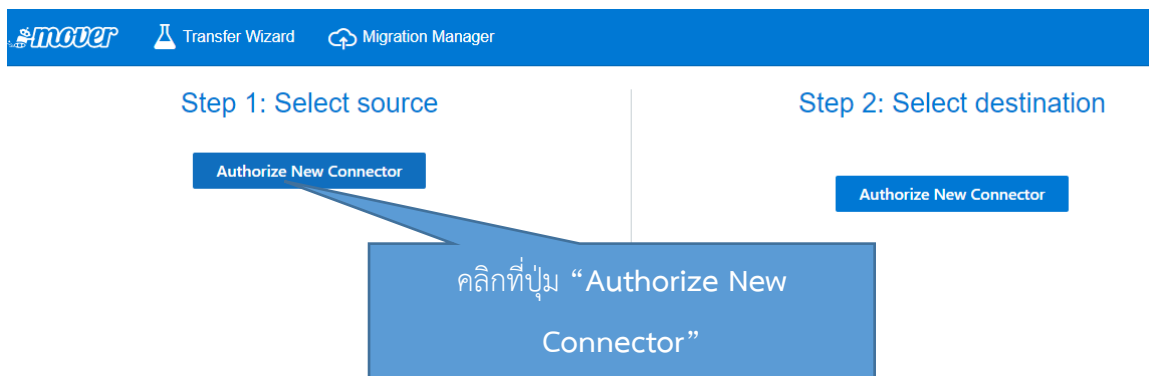 mover Transfer Wizard Migration Manager
Step 1: Select source
Authorize New Connector
Step 2: Select destination
Authorize New Connector
คลิกที่ปุ่ม “Authorize New
Connector”